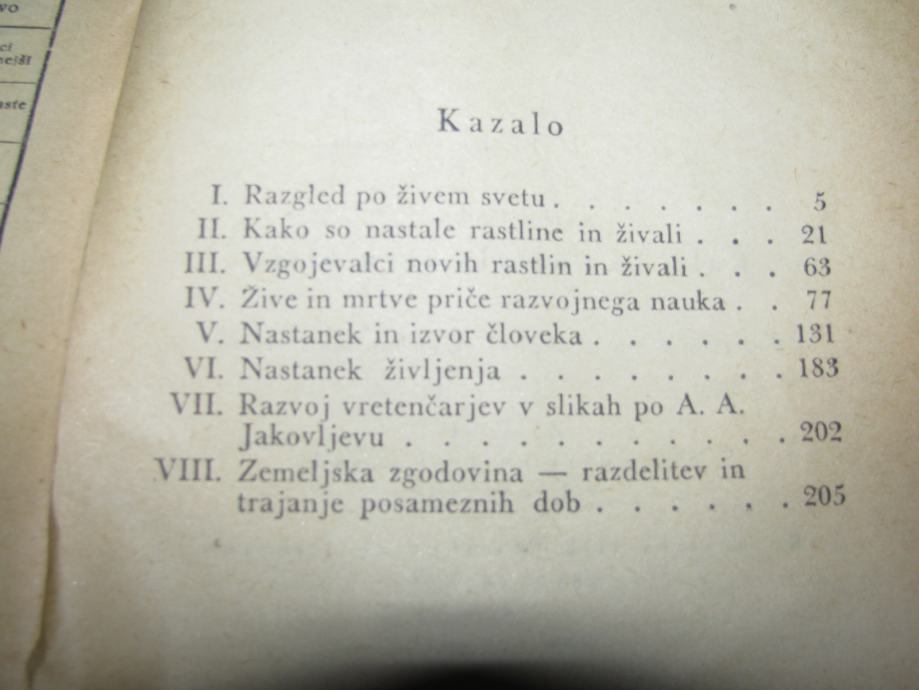 Kazalo
I. Razgled po živem svetu . . . . . . . 5
II. Kako so nastale rastline in živali . . . 21
III. Vzgojevalci novih rastlin in živali . . . 63
IV. Žive in mrtve priče razvojnega nauka . . 77
V. Nastanek in izvor človeka . . . . . . 131
VI. Nastanek življenja . . . . . . . . 183
VII. Razvoj vretenčarjev v slikah po A. A.
Jakovljevu . . . . . . . . . . . 202
VIII. Zemeljska zgodovina — razdelitev in
trajanje posameznih dob . . . . . . 205